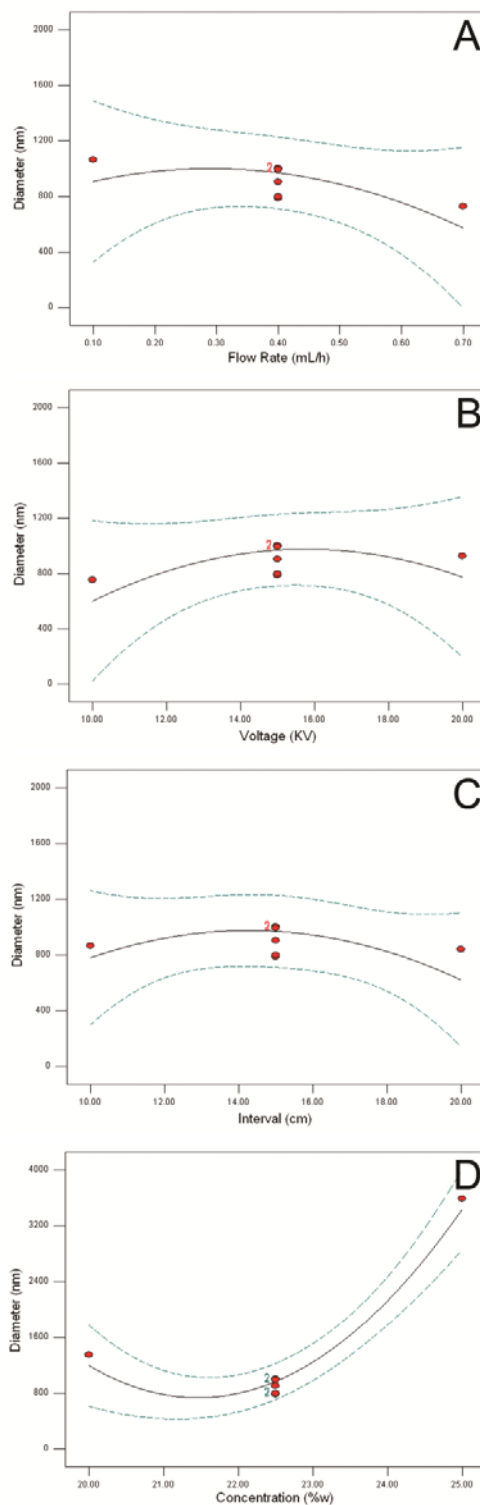 A
2000
1600
1200
800
400
0
Diameter (nm)
2
0.10 0.20 0.30 0.40 0.50 0.60 0.70
Flow Rate (mL/h)
B
2000
1600
1200
800
400
0
Diameter (nm)
2
10.00 12.00 14.00 16.00 18.00 20.00
Voltage (KV)
C
2000
1600
1200
800
400
0
Diameter (nm)
2
10.00 12.00 14.00 16.00 18.00 20.00
Interval (cm)
D
4000
3200
2400
1600
800
0
Diameter (nm)
2
2
20.00 21.00 22.00 23.00 24.00 25.00
Concentration (%w)